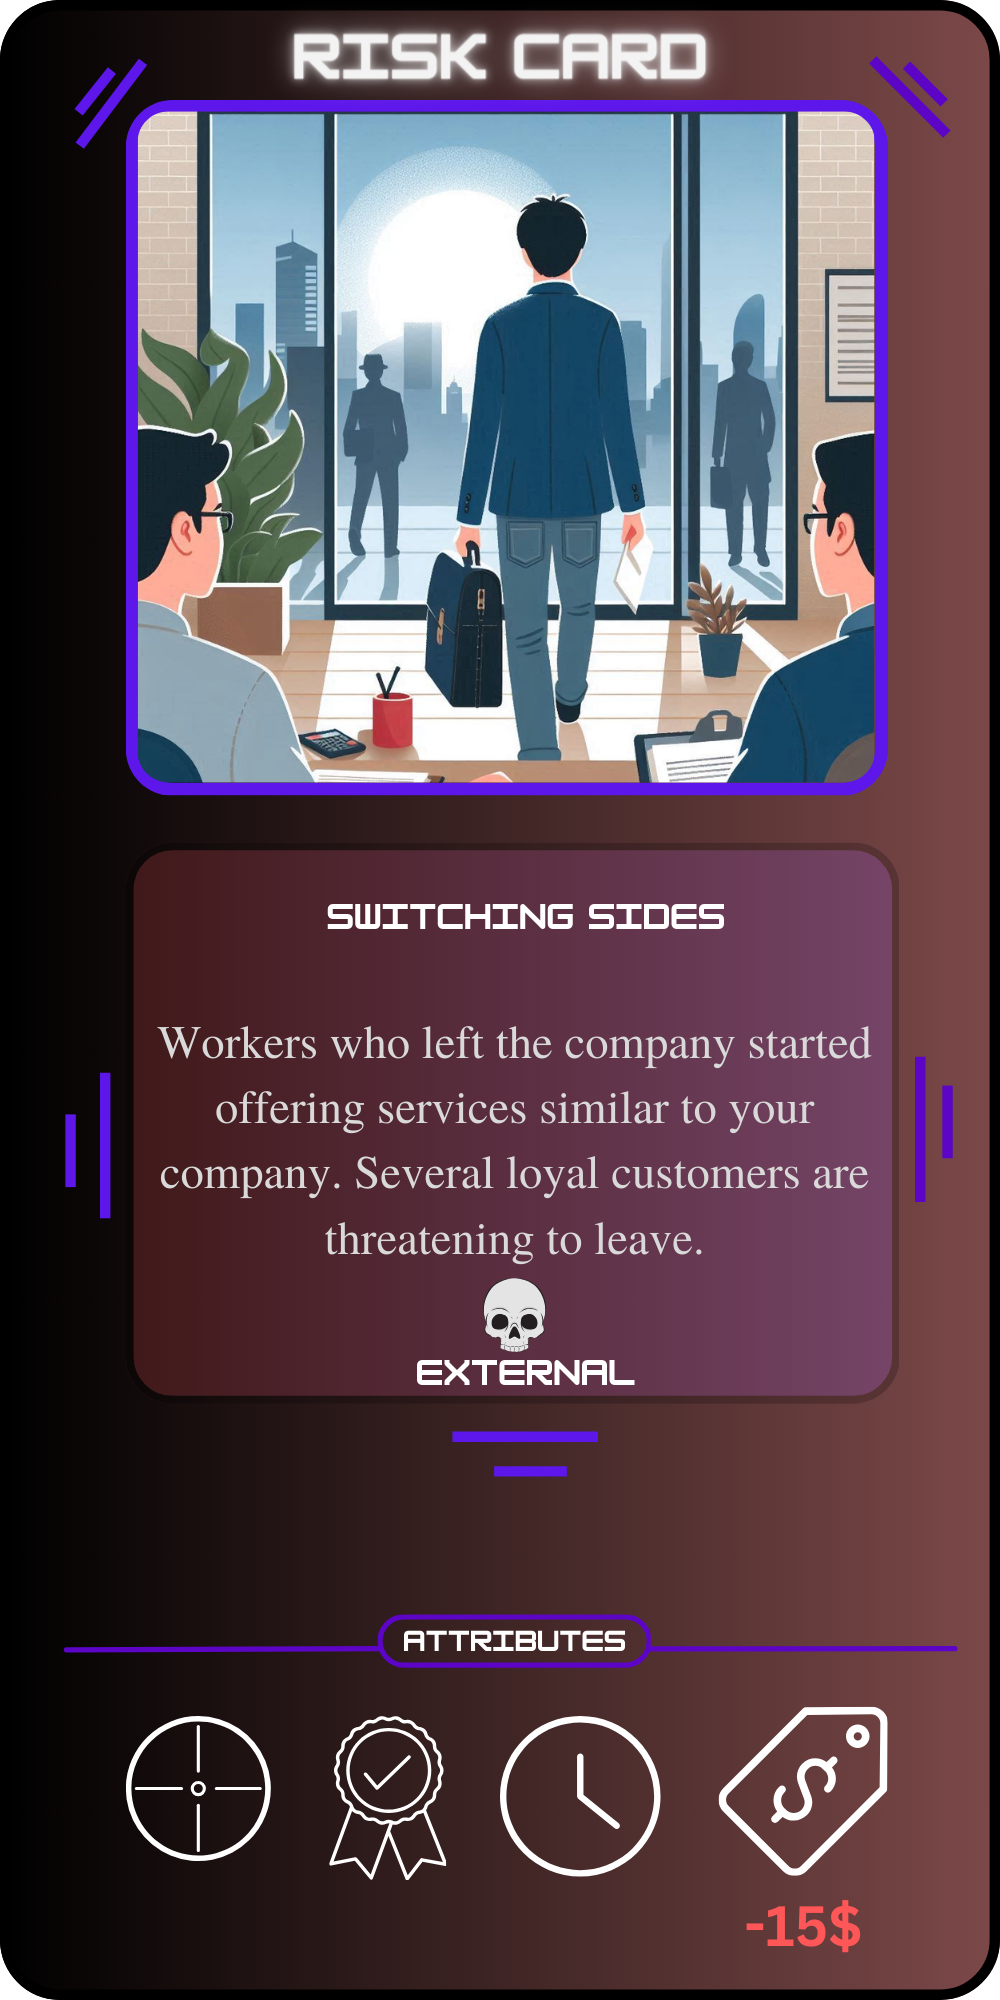 RISK CARD
SWITCHING SIDES
Workers who left the company started
offering services similar to your
company. Several loyal customers are
threatening to leave.
EXTERNAL
ATTRIBUTES
$
-15$